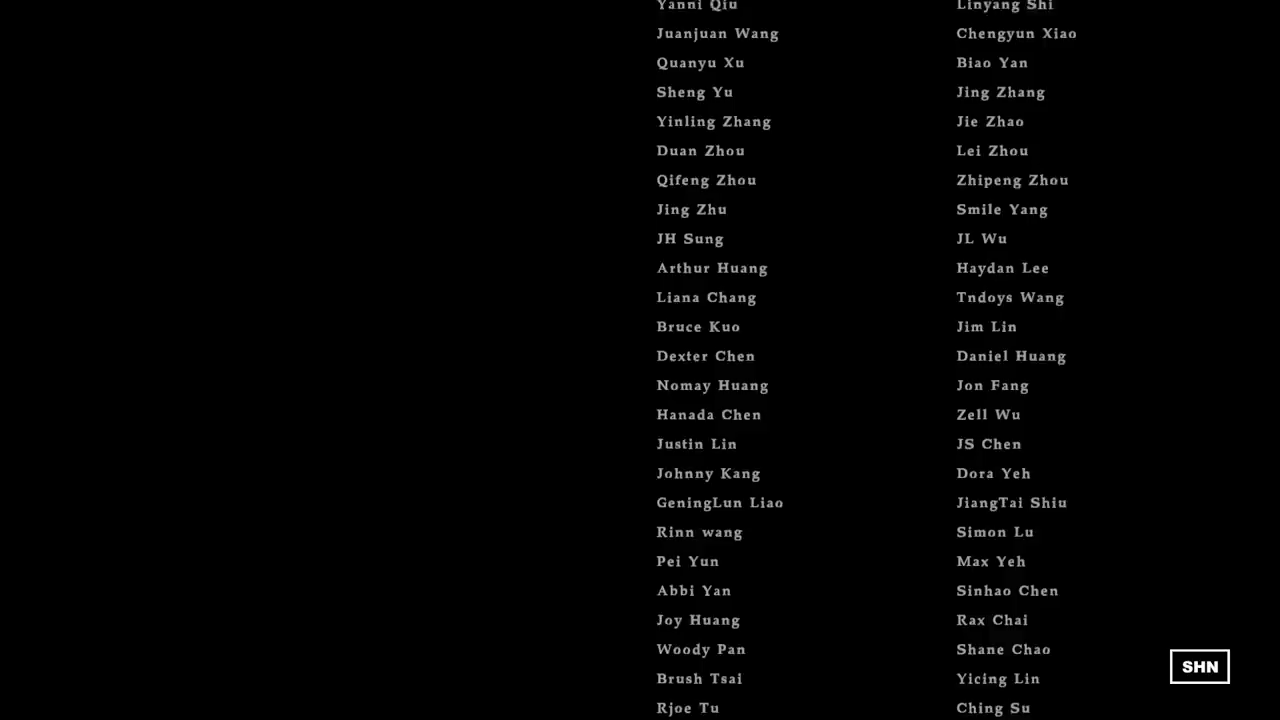 Yanni Qiu Linyang Shi
Juanjuan Wang Chengyun Xiao
Quanyu Xu Biao Yan
Sheng Yu Jing Zhang
Yinling Zhang Jie Zhao
Duan Zhou Lei Zhou
Qifeng Zhou Zhipeng Zhou
Jing Zhu Smile Yang
JH Sung JL Wu
Arthur Huang Haydan Lee
Liana Chang Tndoys Wang
Bruce Kuo Jim Lin
Dexter Chen Daniel Huang
Nomay Huang Jon Fang
Hanada Chen Zell Wu
Justin Lin JS Chen
Johnny Kang Dora Yeh
GeningLun Liao JiangTai Shiu
Rinn wang Simon Lu
Pei Yun Max Yeh
Abbi Yan Sinhao Chen
Joy Huang Rax Chai
Woody Pan Shane Chao
Brush Tsai Yicing Lin
Rjoe Tu Ching Su
SHN